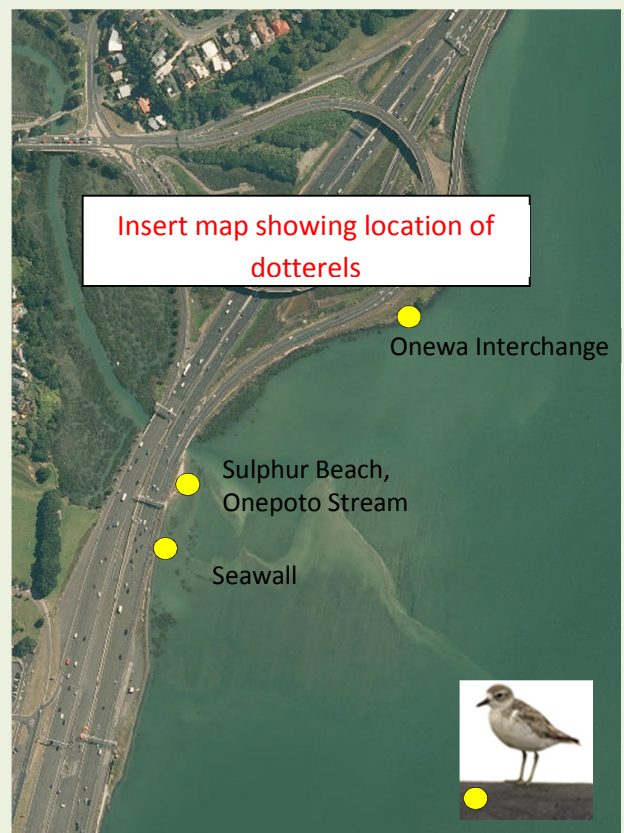 Insert map showing location of
dotterels
Onewa Interchange
Sulphur Beach,
Onepoto Stream
Seawall